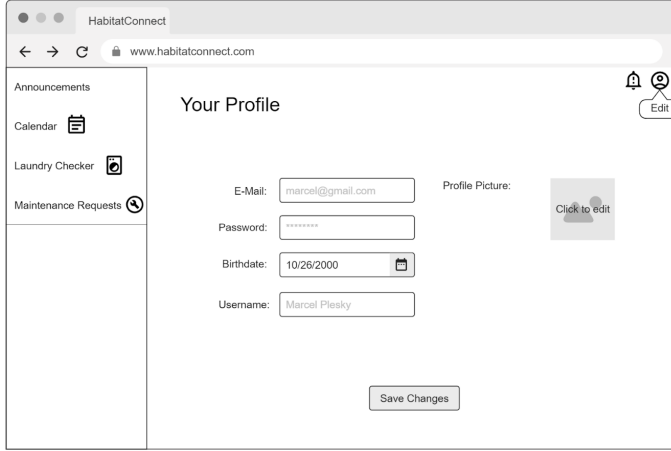 HabitatConnect
www.habitatconnect.com
Announcements
Calendar
Laundry Checker
Maintenance Requests
Edit
Your Profile
E-Mail: marcel@gmail.com
Profile Picture:
Click to edit
Password: ********
Birthdate: 10/26/2000
Username: Marcel Plesky
Save Changes